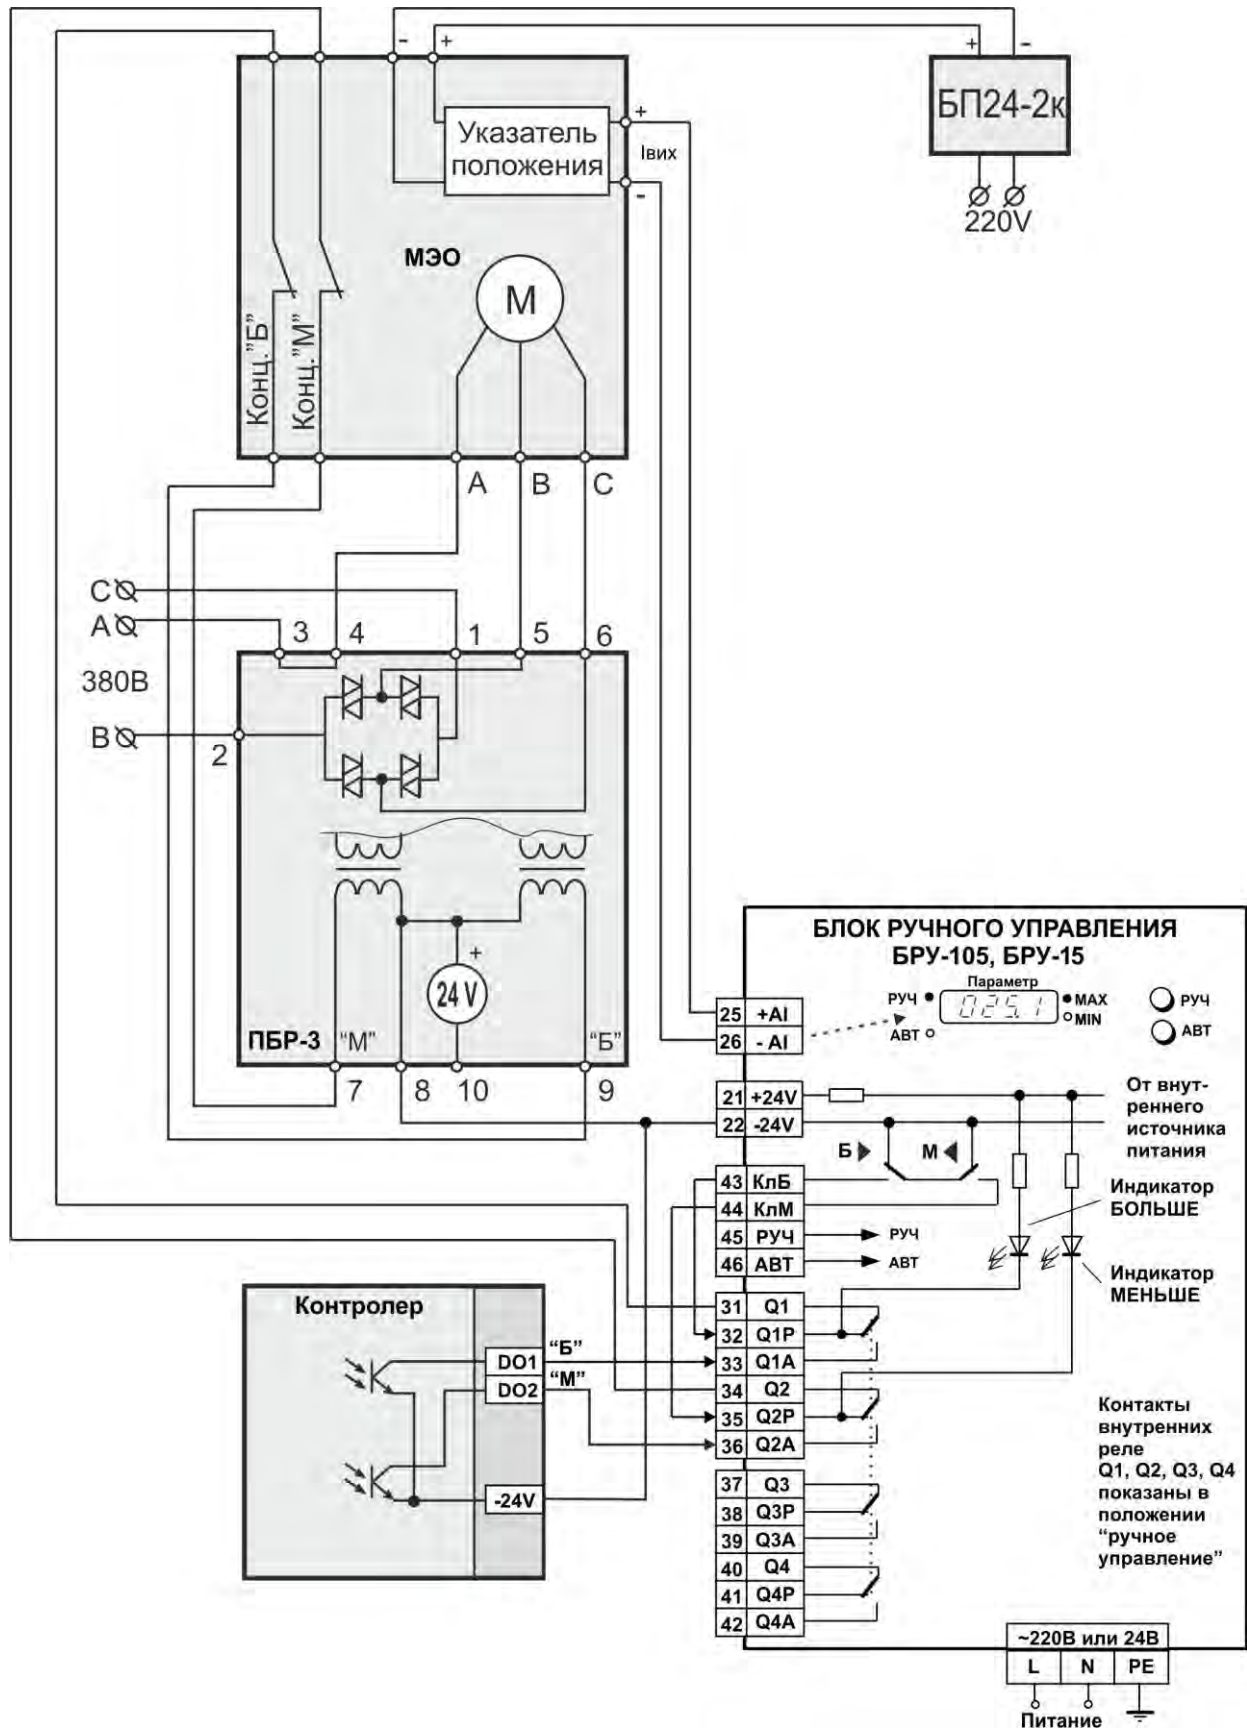 - +
+ -
БП24-2к
220V
Указатель
положения
+
Iвих
-
МЭО
М
Конц."Б"
Конц."М"
A B C
C
A
380В
B
3 4 1 5 6
2
+
24 V
ПБР-3 "М" "Б"
7 8 10 9
БЛОК РУЧНОГО УПРАВЛЕНИЯ
БРУ-105, БРУ-15
Параметр
РУЧ 025.1 MAX РУЧ
MIN
АВТ АВТ
25 +AI
26 - AI
21 +24V
22 -24V
От внут-
реннего
источника
питания
Б М
43 КлБ
44 КлМ
45 РУЧ РУЧ
46 АВТ АВТ
Индикатор
БОЛЬШЕ
Индикатор
МЕНЬШЕ
31 Q1
32 Q1P
33 Q1A
34 Q2
35 Q2P
36 Q2A
37 Q3
38 Q3P
39 Q3A
40 Q4
41 Q4P
42 Q4A
Контакты
внутренних
реле
Q1, Q2, Q3, Q4
показаны в
положении
“ручное
управление”
Контролер
DO1 “Б”
DO2 “М”
-24V
~220В или 24В
L N PE
Питание